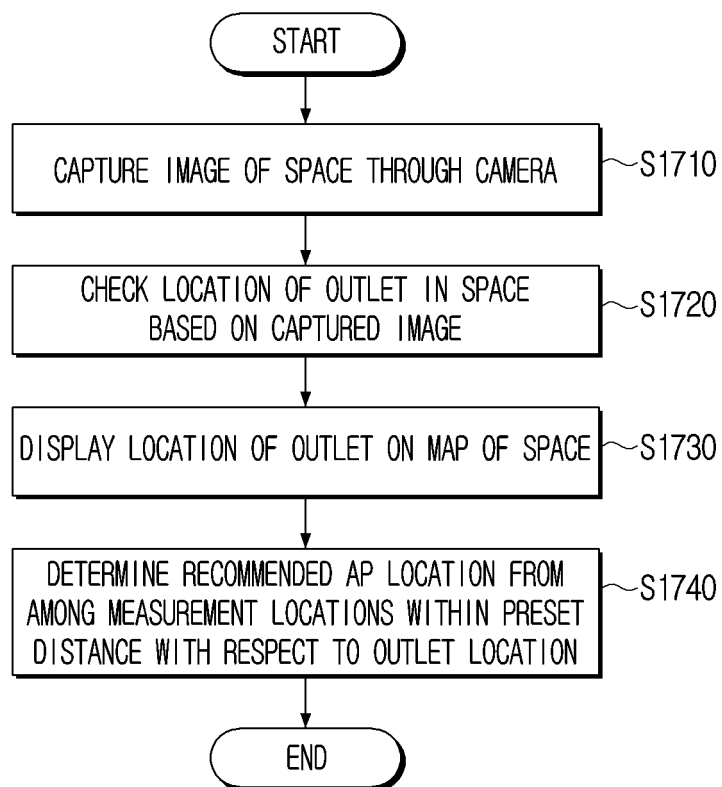 START
CAPTURE IMAGE OF SPACE THROUGH CAMERA
S1710
CHECK LOCATION OF OUTLET IN SPACE
BASED ON CAPTURED IMAGE
S1720
DISPLAY LOCATION OF OUTLET ON MAP OF SPACE
S1730
DETERMINE RECOMMENDED AP LOCATION FROM
AMONG MEASUREMENT LOCATIONS WITHIN PRESET
DISTANCE WITH RESPECT TO OUTLET LOCATION
S1740
END